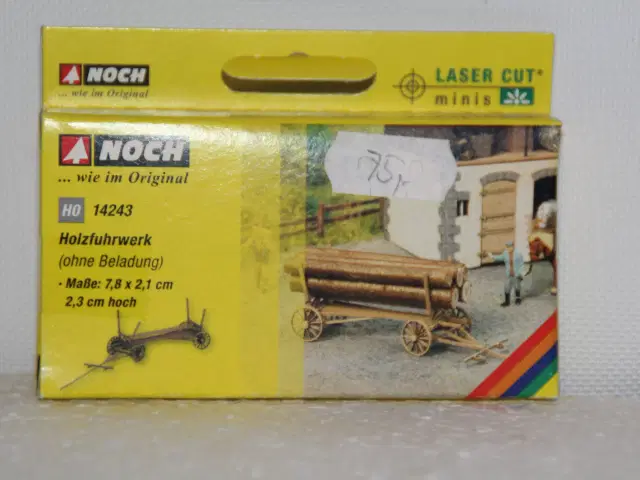 NOCH
... wie im Original
LASER CUT®
minis
NOCH
... wie im Original
H0 14243
Holzfuhrwerk
(ohne Beladung)
• Maße: 7,8 x 2,1 cm
2,3 cm hoch
75,-